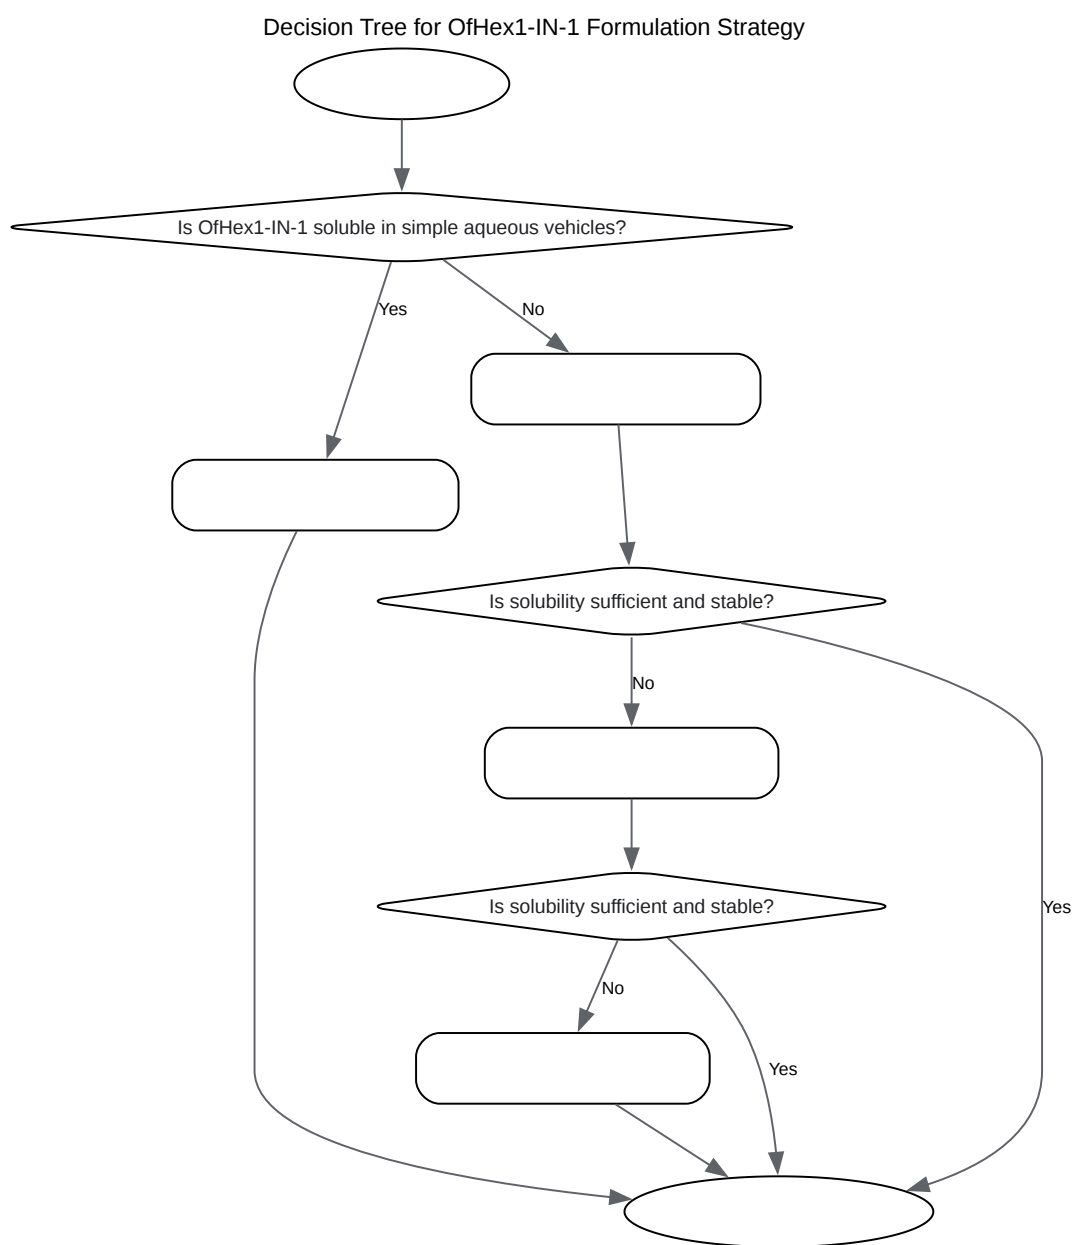 Decision Tree for OfHex1-IN-1 Formulation Strategy
Is OfHex1-IN-1 soluble in simple aqueous vehicles?
Yes
No
Is solubility sufficient and stable?
No
Is solubility sufficient and stable?
Yes
No
Yes